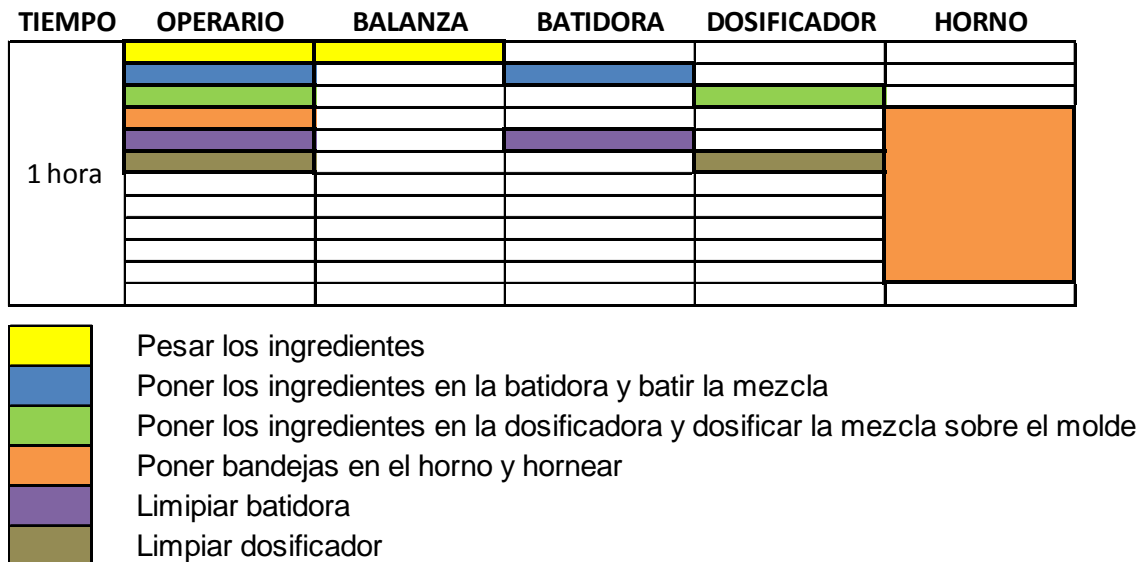 TIEMPO OPERARIO BALANZA BATIDORA DOSIFICADOR HORNO
1 hora
Pesar los ingredientes
Poner los ingredientes en la batidora y batir la mezcla
Poner los ingredientes en la dosificadora y dosificar la mezcla sobre el molde
Poner bandejas en el horno y hornear
Limipiar batidora
Limpiar dosificador